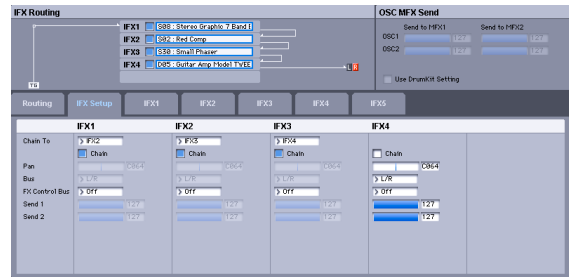 IFX Routing
OSC MFX Send
IFX1 S08 : Stereo Graphic 7 Band E
IFX2 S02 : Red Comp
IFX3 S30 : Small Phaser
IFX4 D05 : Guitar Amp Model TWEE
L R
TG
Send to MFX1 Send to MFX2
OSC1 127 127
OSC2 127 127
Use DrumKit Setting
Routing IFX Setup IFX1 IFX2 IFX3 IFX4 IFX5
IFX1 IFX2 IFX3 IFX4
Chain To IFX2 IFX3 IFX4
Chain Chain Chain Chain
Pan C064 C064 C064 C064
Bus L/R L/R L/R L/R
FX Control Bus Off Off Off Off
Send 1 127 127 127 127
Send 2 127 127 127 127